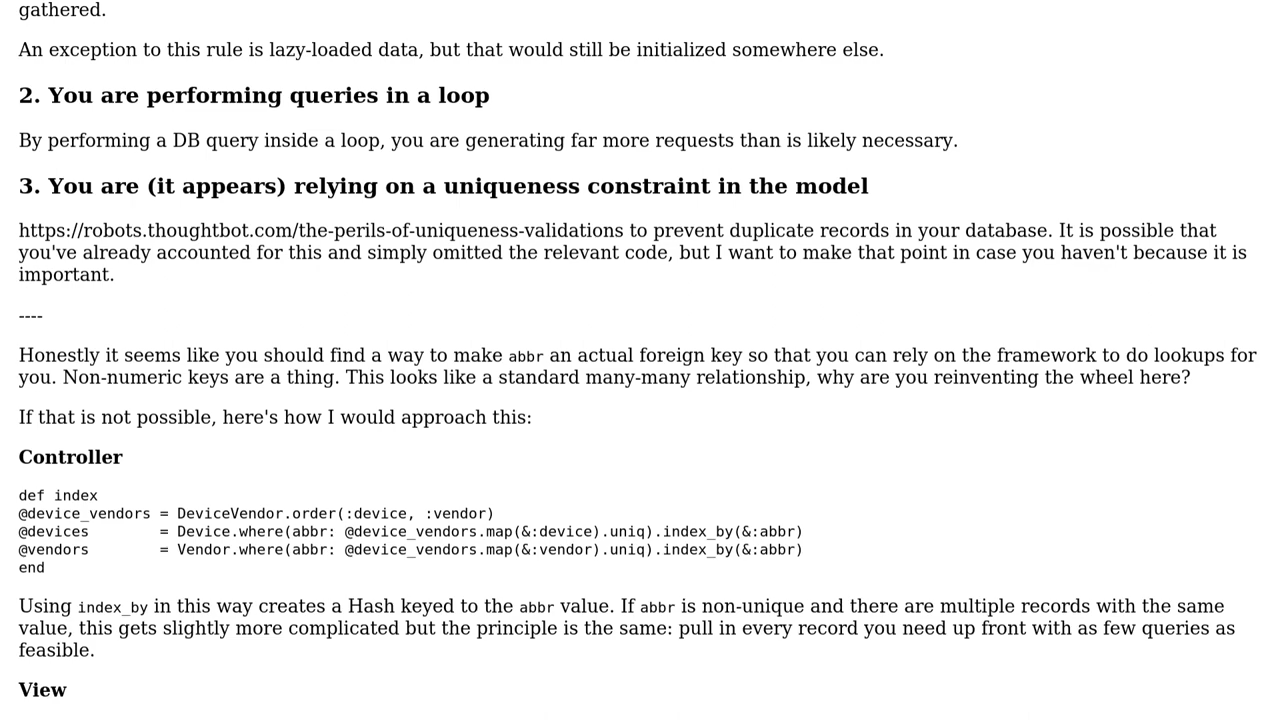 gathered.
An exception to this rule is lazy-loaded data, but that would still be initialized somewhere else.
2. You are performing queries in a loop
By performing a DB query inside a loop, you are generating far more requests than is likely necessary.
3. You are (it appears) relying on a uniqueness constraint in the model
https://robots.thoughtbot.com/the-perils-of-uniqueness-validations to prevent duplicate records in your database. It is possible that
you've already accounted for this and simply omitted the relevant code, but I want to make that point in case you haven't because it is
important.
----
Honestly it seems like you should find a way to make abbr an actual foreign key so that you can rely on the framework to do lookups for
you. Non-numeric keys are a thing. This looks like a standard many-many relationship, why are you reinventing the wheel here?
If that is not possible, here's how I would approach this:
Controller
def index
@device_vendors = DeviceVendor.order(:device, :vendor)
@devices        = Device.where(abbr: @device_vendors.map(&:device).uniq).index_by(&:abbr)
@vendors        = Vendor.where(abbr: @device_vendors.map(&:vendor).uniq).index_by(&:abbr)
end
Using index_by in this way creates a Hash keyed to the abbr value. If abbr is non-unique and there are multiple records with the same
value, this gets slightly more complicated but the principle is the same: pull in every record you need up front with as few queries as
feasible.
View